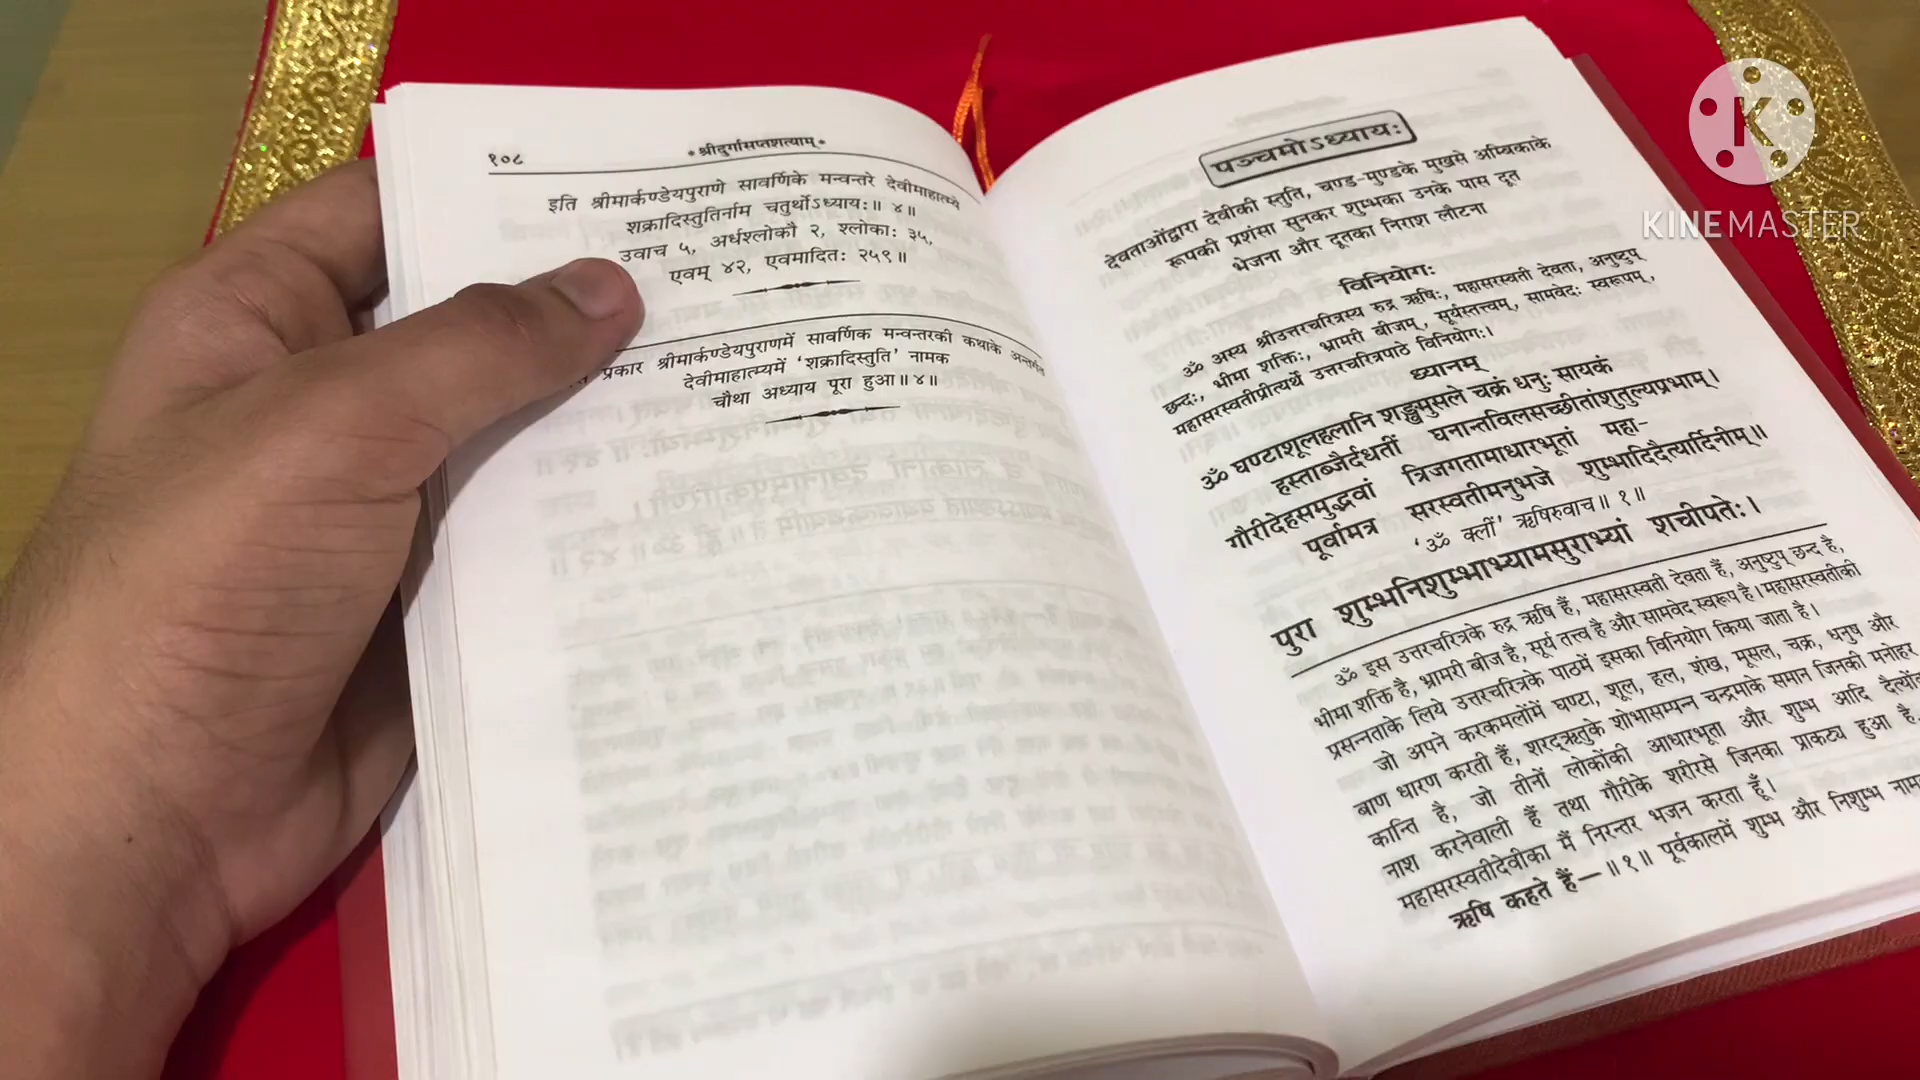 १०८
* श्रीदुर्गासप्तशत्याम् *
इति श्रीमार्कण्डेयपुराणे सावर्णिके मन्वन्तरे देवीमाहात्म्ये
शक्रादिस्तुतिर्नाम चतुर्थोऽध्यायः॥ ४॥
उवाच ५, अर्धश्लोकौ २, श्लोकाः ३५,
एवम् ४२, एवमादितः २५९॥
प्रकार श्रीमार्कण्डेयपुराणमें सावर्णिक मन्वन्तरकी कथाके अन्तर्गत
देवीमाहात्म्यमें ‘शक्रादिस्तुति’ नामक
चौथा अध्याय पूरा हुआ॥ ४॥
पञ्चमोऽध्यायः
देवताओंद्वारा देवीकी स्तुति, चण्ड-मुण्डके मुखसे अम्बिकाके
रूपकी प्रशंसा सुनकर शुम्भका उनके पास दूत
भेजना और दूतका निराश लौटना
विनियोगः
ॐ अस्य श्रीउत्तरचरित्रस्य रुद्र ऋषिः, महासरस्वती देवता, अनुष्टुप्
छन्दः, भीमा शक्तिः, भ्रामरी बीजम्, सूर्यस्तत्त्वम्, सामवेदः स्वरूपम्,
महासरस्वतीप्रीत्यर्थे उत्तरचरित्रपाठे विनियोगः।
ध्यानम्
ॐ घण्टाशूलहलानि शङ्खमुसले चक्रं धनुः सायकं
हस्ताब्जैर्दधतीं घनान्तविलसच्छीतांशुतुल्यप्रभाम्।
गौरीदेहसमुद्भवां त्रिजगतामाधारभूतां महा-
पूर्वामत्र सरस्वतीमनुभजे शुम्भादिदैत्यार्दिनीम्॥
‘ॐ क्लीं’ ऋषिरुवाच॥ १॥
पुरा शुम्भनिशुम्भाभ्यामसुराभ्यां शचीपतेः।
ॐ इस उत्तरचरित्रके रुद्र ऋषि हैं, महासरस्वती देवता हैं, अनुष्टुप् छन्द है,
भीमा शक्ति है, भ्रामरी बीज है, सूर्य तत्त्व है और सामवेद स्वरूप है। महासरस्वतीकी
प्रसन्नताके लिये उत्तरचरित्रके पाठमें इसका विनियोग किया जाता है।
जो अपने करकमलोंमें घण्टा, शूल, हल, शंख, मूसल, चक्र, धनुष और
बाण धारण करती हैं, शरद्ऋतुके शोभासम्पन्न चन्द्रमाके समान जिनकी मनोहर
कान्ति है, जो तीनों लोकोंकी आधारभूता और शुम्भ आदि
नाश करनेवाली हैं तथा गौरीके शरीरसे जिनका प्राकट्य हुआ है,
महासरस्वतीदेवीका मैं निरन्तर भजन करता हूँ।
ऋषि कहते हैं—॥ १॥ पूर्वकालमें शुम्भ और निशुम्भ
K
KINEMASTER